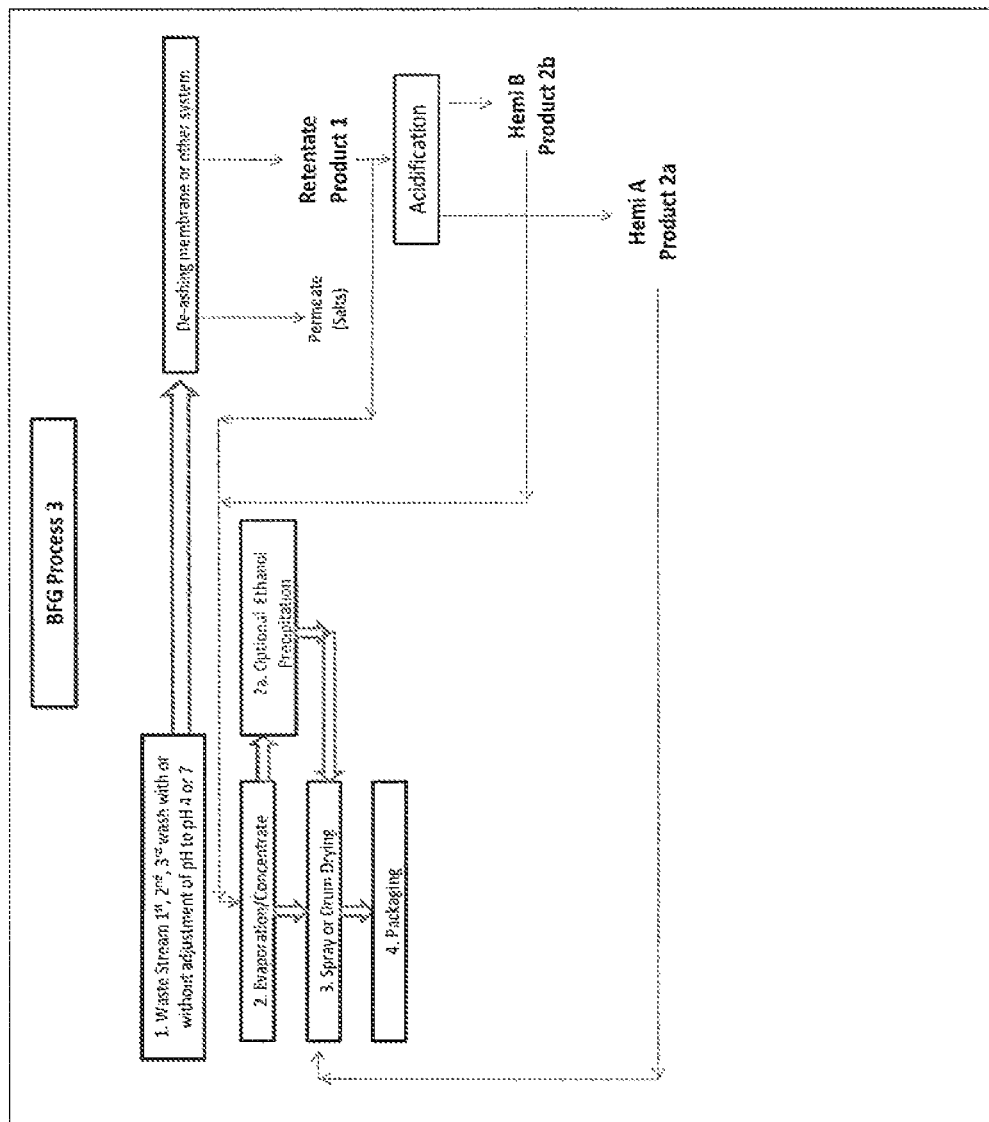 BFG Process 3
1. Waste Stream 1st, 2nd, 3rd wash with or
without adjustment of pH to pH 4 or 7
De-ashing membrane or other system
Permeate
(Salts)
Retentate
Product 1
2. Evaporation/Concentrate
2a. Optional Ethanol
Precipitation
Acidification
3. Spray or Drum Drying
Hemi B
Product 2b
4. Packaging
Hemi A
Product 2a